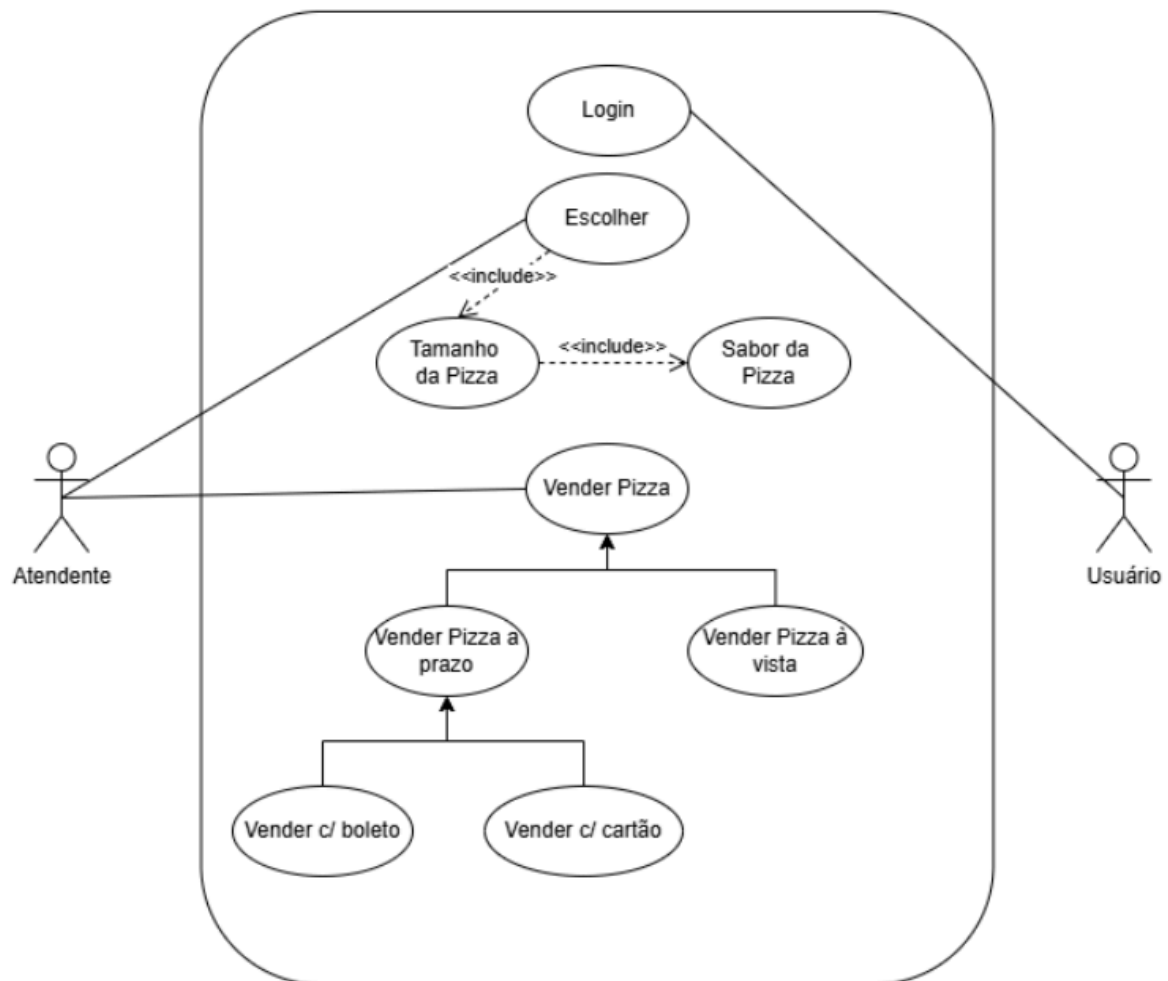 Login
Escolher
<<include>>
Tamanho
da Pizza
<<include>>
Sabor da
Pizza
Vender Pizza
Atendente
Usuário
Vender Pizza a
prazo
Vender Pizza à
vista
Vender c/ boleto
Vender c/ cartão